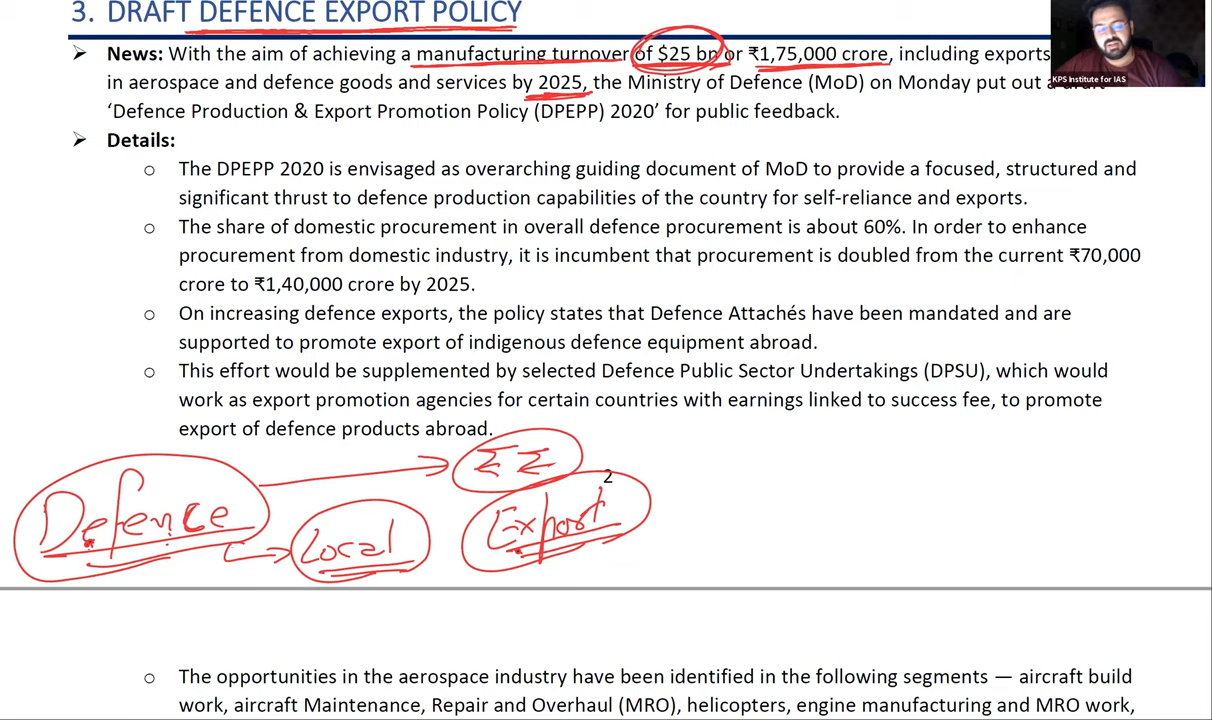 3. DRAFT DEFENCE EXPORT POLICY
➢ News: With the aim of achieving a manufacturing turnover of $25 bn or ₹1,75,000 crore, including exports
in aerospace and defence goods and services by 2025, the Ministry of Defence (MoD) on Monday put out a draft
‘Defence Production & Export Promotion Policy (DPEPP) 2020’ for public feedback.
➢ Details:
o The DPEPP 2020 is envisaged as overarching guiding document of MoD to provide a focused, structured and
significant thrust to defence production capabilities of the country for self-reliance and exports.
o The share of domestic procurement in overall defence procurement is about 60%. In order to enhance
procurement from domestic industry, it is incumbent that procurement is doubled from the current ₹70,000
crore to ₹1,40,000 crore by 2025.
o On increasing defence exports, the policy states that Defence Attachés have been mandated and are
supported to promote export of indigenous defence equipment abroad.
o This effort would be supplemented by selected Defence Public Sector Undertakings (DPSU), which would
work as export promotion agencies for certain countries with earnings linked to success fee, to promote
export of defence products abroad.
2
Defence
Local
Export
o The opportunities in the aerospace industry have been identified in the following segments — aircraft build
work, aircraft Maintenance, Repair and Overhaul (MRO), helicopters, engine manufacturing and MRO work,
KPS Institute for IAS